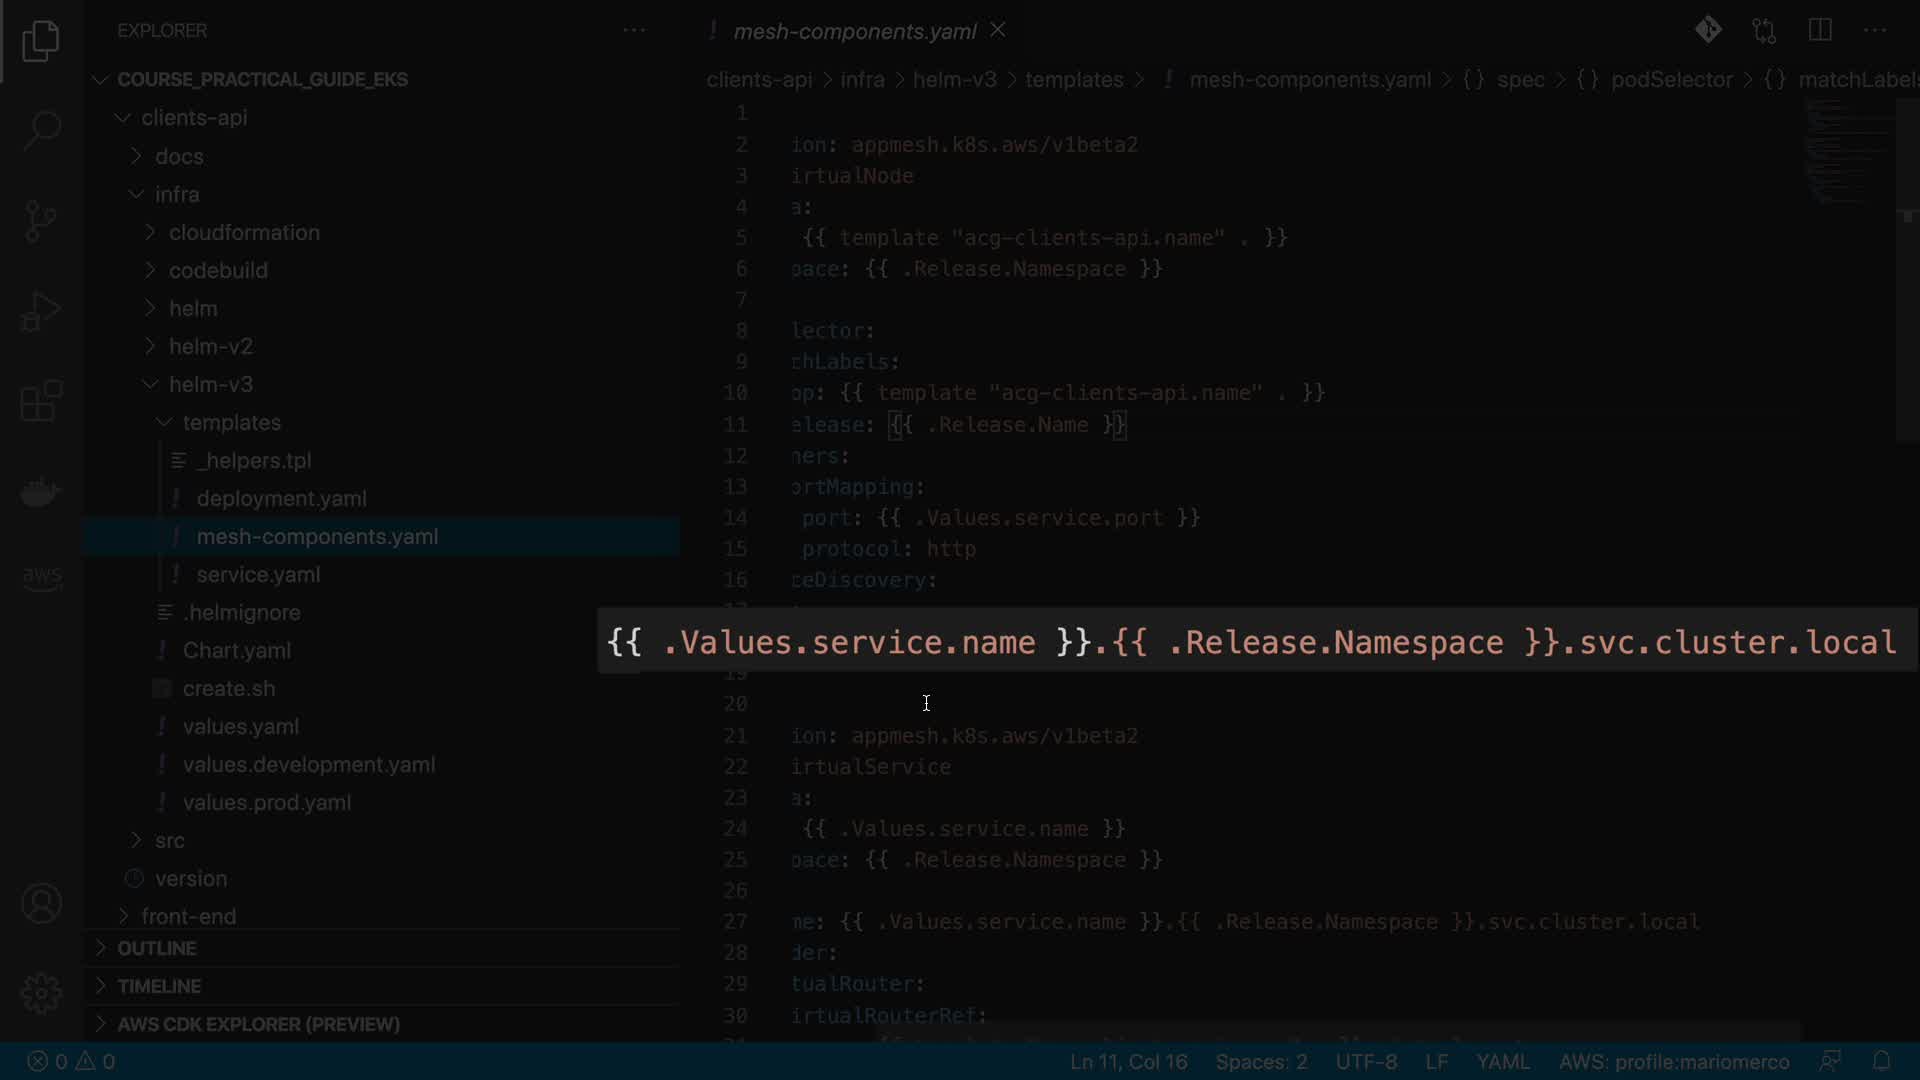 EXPLORER
COURSE_PRACTICAL_GUIDE_EKS
clients-api
docs
infra
cloudformation
codebuild
helm
helm-v2
helm-v3
templates
_helpers.tpl
deployment.yaml
mesh-components.yaml
service.yaml
.helmignore
Chart.yaml
create.sh
values.yaml
values.development.yaml
values.prod.yaml
src
version
front-end
OUTLINE
TIMELINE
AWS CDK EXPLORER (PREVIEW)
aws
! mesh-components.yaml
clients-api > infra > helm-v3 > templates > ! mesh-components.yaml > {} spec > {} podSelector > {} matchLabels
1
2 ion: appmesh.k8s.aws/v1beta2
3 irtualNode
4 a:
5 {{ template "acg-clients-api.name" . }}
6 pace: {{ .Release.Namespace }}
7
8 lector:
9 chLabels:
10 pp: {{ template "acg-clients-api.name" . }}
11 elease: {{ .Release.Name }}
12 ners:
13 ortMapping:
14 port: {{ .Values.service.port }}
15 protocol: http
16 ceDiscovery:
{{ .Values.service.name }}.{{ .Release.Namespace }}.svc.cluster.local
19
20
21 ion: appmesh.k8s.aws/v1beta2
22 irtualService
23 a:
24 {{ .Values.service.name }}
25 pace: {{ .Release.Namespace }}
26
27 me: {{ .Values.service.name }}.{{ .Release.Namespace }}.svc.cluster.local
28 der:
29 tualRouter:
30 irtualRouterRef:
0 0
Ln 11, Col 16
Spaces: 2
UTF-8
LF
YAML
AWS: profile:mariomerco